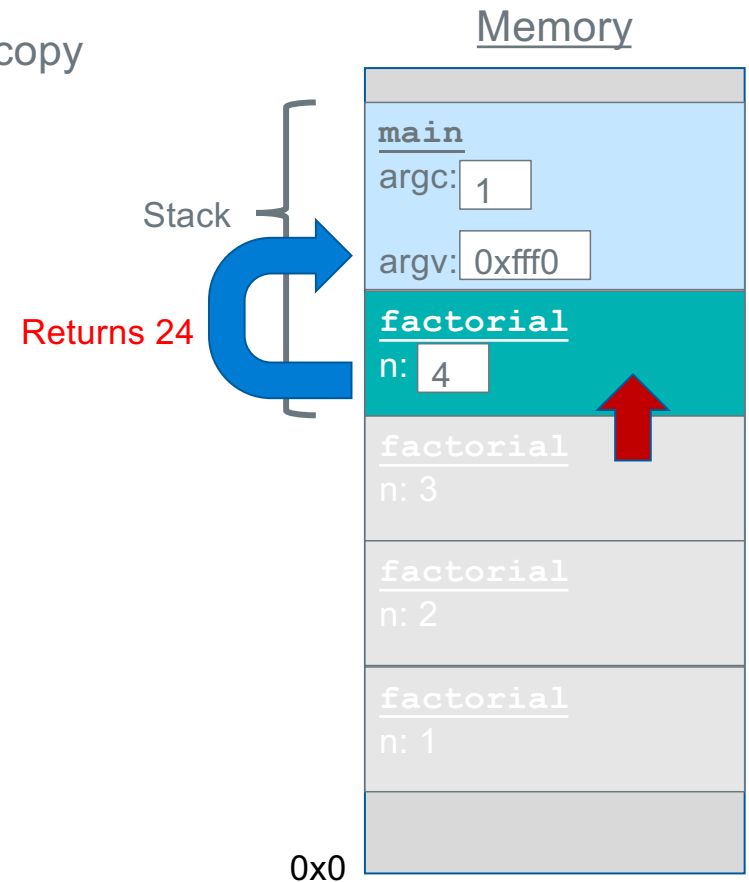 copy
Memory
main
argc: 1
Stack
argv: 0xfff0
Returns 24
factorial
n: 4
factorial
n: 3
factorial
n: 2
factorial
n: 1
0x0